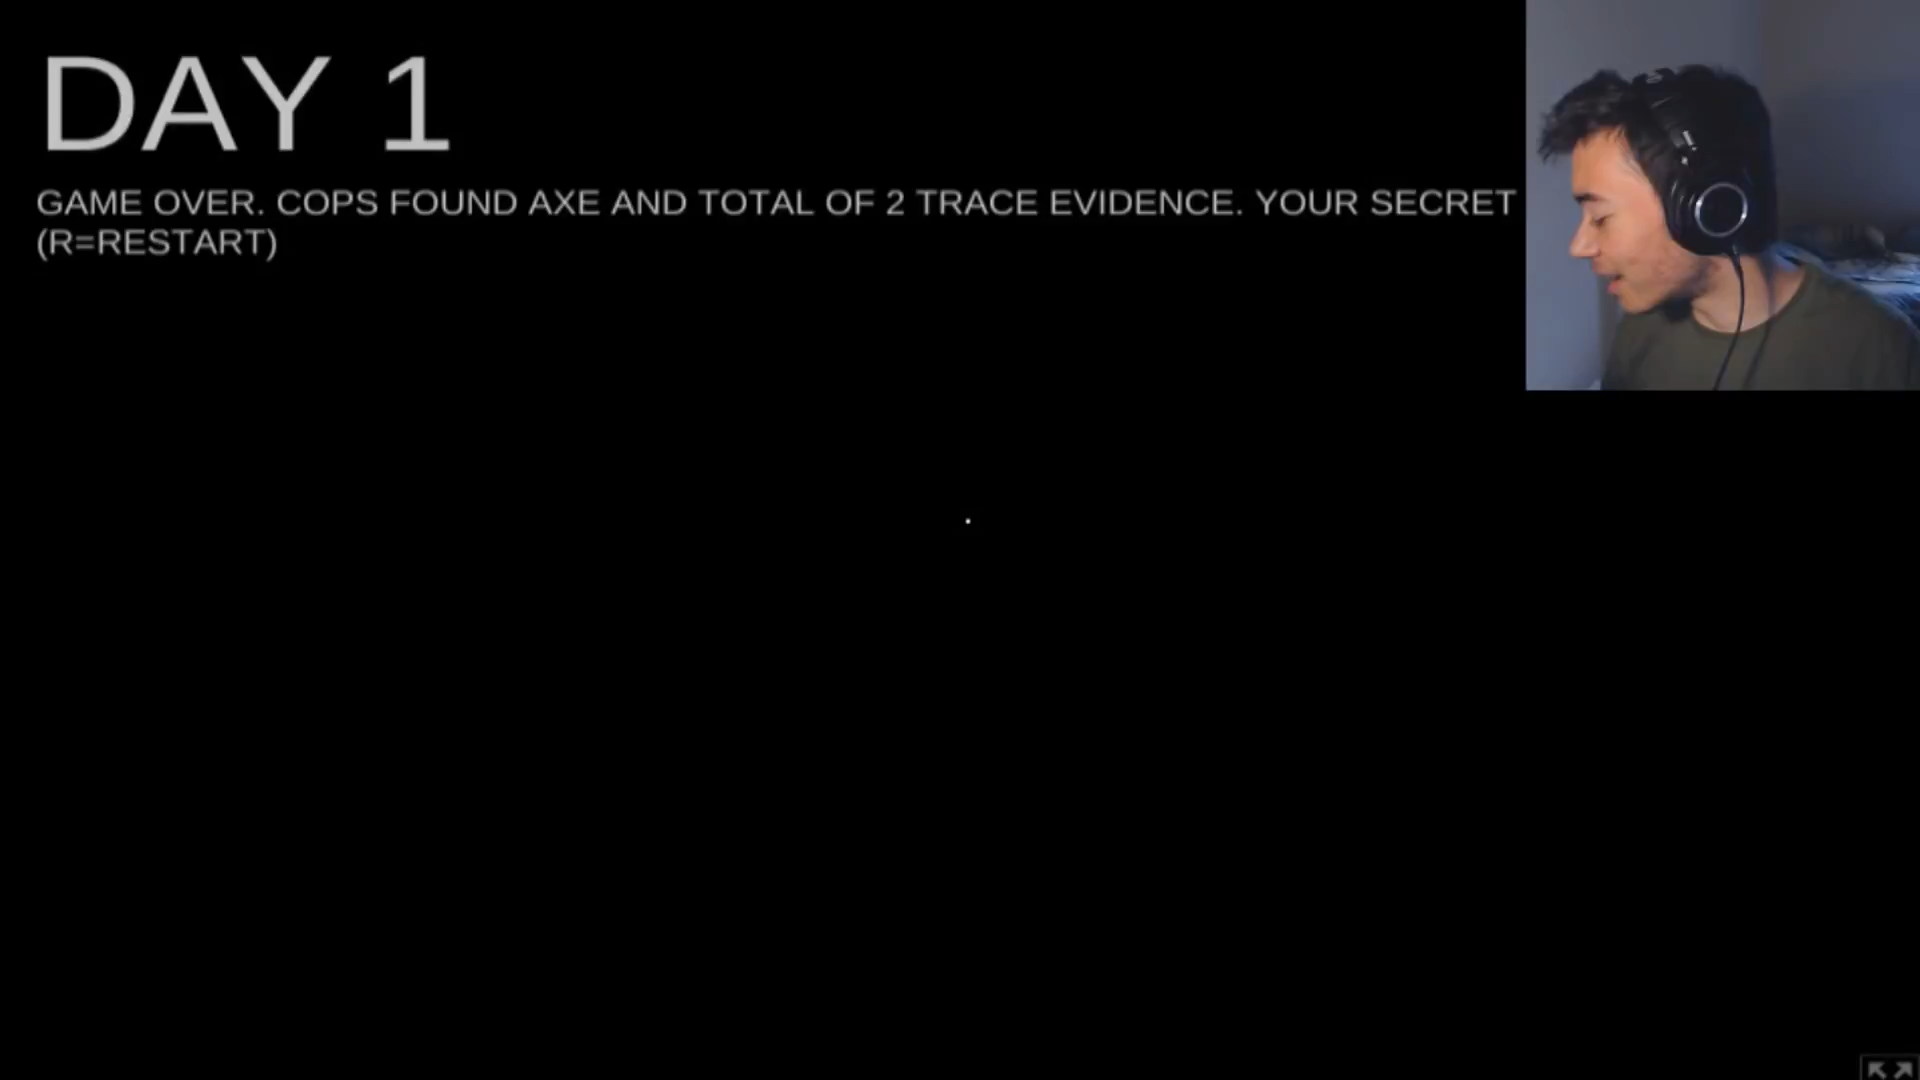 DAY 1
GAME OVER. COPS FOUND AXE AND TOTAL OF 2 TRACE EVIDENCE. YOUR SECRET
(R=RESTART)